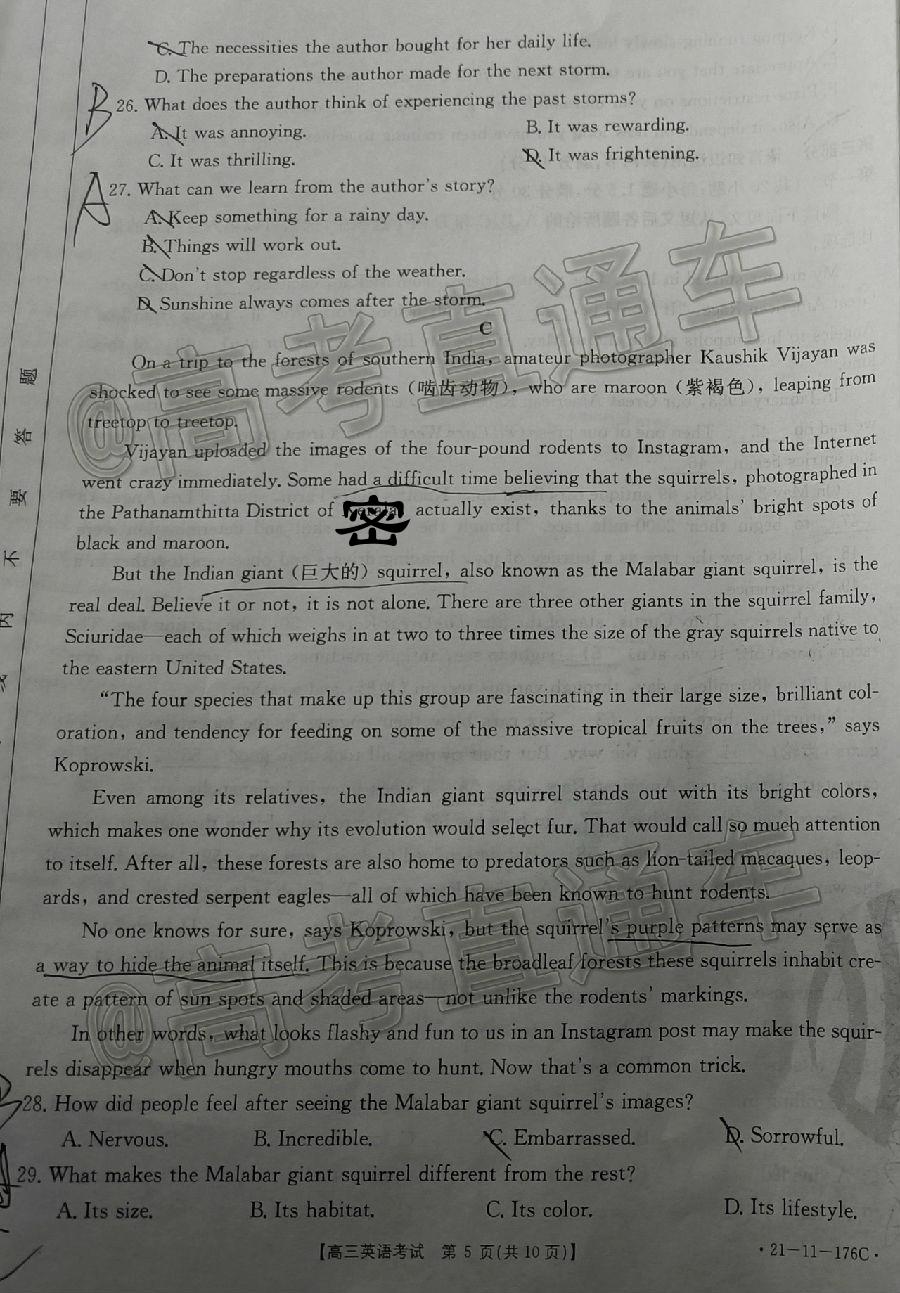 C. The necessities the author bought for her daily life.
D. The preparations the author made for the next storm.
B
26. What does the author think of experiencing the past storms?
A. It was annoying. B. It was rewarding.
C. It was thrilling. D. It was frightening.
A
27. What can we learn from the author's story?
A. Keep something for a rainy day.
B. Things will work out.
C. Don't stop regardless of the weather.
D. Sunshine always comes after the storm.
C
On a trip to the forests of southern India, amateur photographer Kaushik Vijayan was
shocked to see some massive rodents (啮齿动物), who are maroon (紫褐色), leaping from
treetop to treetop.
Vijayan uploaded the images of the four-pound rodents to Instagram, and the Internet
went crazy immediately. Some had a difficult time believing that the squirrels, photographed in
the Pathanamthitta District of 密 actually exist, thanks to the animals' bright spots of
black and maroon.
But the Indian giant (巨大的) squirrel, also known as the Malabar giant squirrel, is the
real deal. Believe it or not, it is not alone. There are three other giants in the squirrel family,
Sciuridae—each of which weighs in at two to three times the size of the gray squirrels native to
the eastern United States.
“The four species that make up this group are fascinating in their large size, brilliant col-
oration, and tendency for feeding on some of the massive tropical fruits on the trees,” says
Koprowski.
Even among its relatives, the Indian giant squirrel stands out with its bright colors,
which makes one wonder why its evolution would select fur. That would call so much attention
to itself. After all, these forests are also home to predators such as lion-tailed macaques, leop-
ards, and crested serpent eagles—all of which have been known to hunt rodents.
No one knows for sure, says Koprowski, but the squirrel's purple patterns may serve as
a way to hide the animal itself. This is because the broadleaf forests these squirrels inhabit cre-
ate a pattern of sun spots and shaded areas—not unlike the rodents' markings.
In other words, what looks flashy and fun to us in an Instagram post may make the squir-
rels disappear when hungry mouths come to hunt. Now that's a common trick.
B
28. How did people feel after seeing the Malabar giant squirrel's images?
A. Nervous. B. Incredible. C. Embarrassed. D. Sorrowful.
29. What makes the Malabar giant squirrel different from the rest?
A. Its size. B. Its habitat. C. Its color. D. Its lifestyle.
【高三英语考试 第 5 页(共 10 页)】 ·21-11-176C·
题
答
要
不
内
@高考直通车
@高考直通车